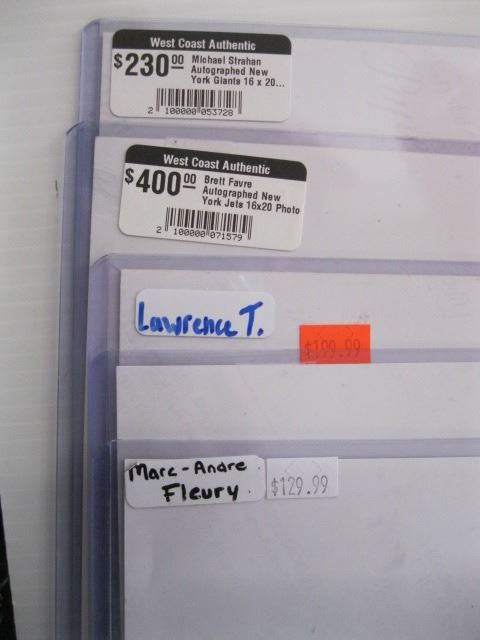 West Coast Authentic
$230.00 Michael Strahan
Autographed New
York Giants 16 x 20...
2 100000 053728
West Coast Authentic
$400.00 Brett Favre
Autographed New
York Jets 16x20 Photo
2 100000 071579
Lawrence T.
$199.99
Marc-Andre
Fleury
$129.99